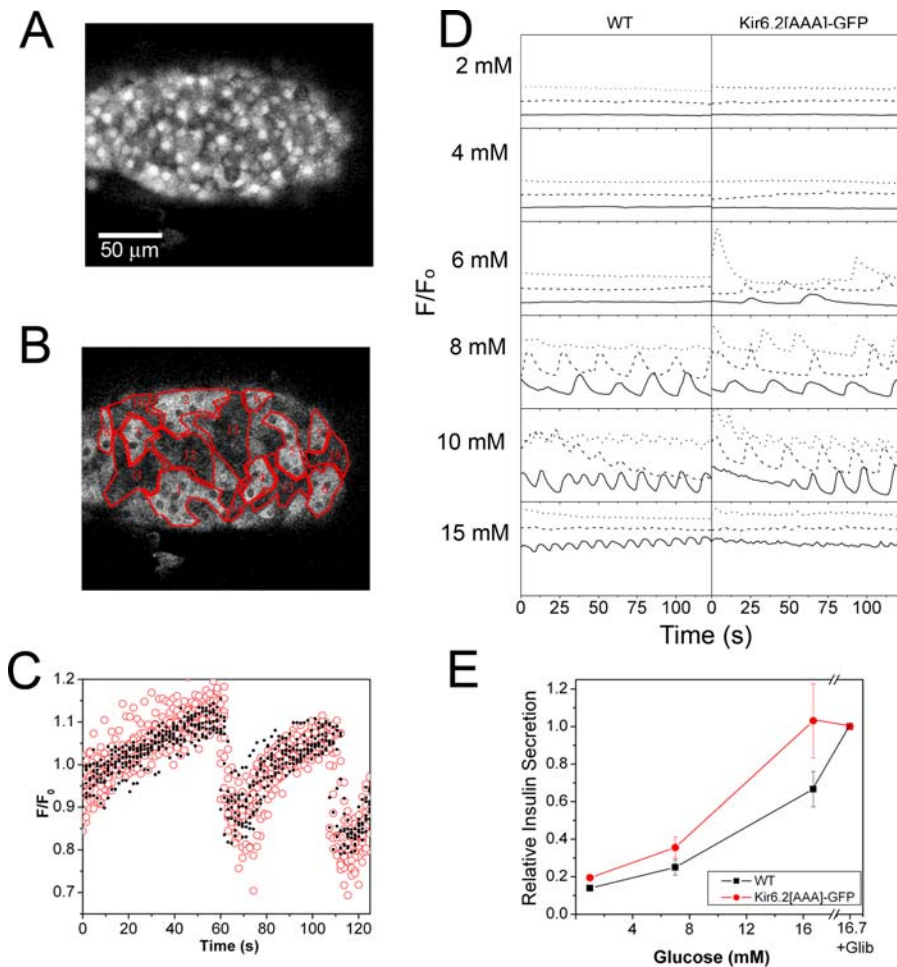 A
50 μm
B
C
1.2
1.1
1.0
0.9
0.8
0.7
F/F0
0 20 40 60 80 100 120
Time (s)
D
WT Kir6.2[AAA]-GFP
2 mM
4 mM
6 mM
8 mM
10 mM
15 mM
F/Fo
0 25 50 75 100 0 25 50 75 100
Time (s)
E
1.2
1.0
0.8
0.6
0.4
0.2
0.0
Relative Insulin Secretion
WT
Kir6.2[AAA]-GFP
4 8 12 16 16.7
+Glib
Glucose (mM)